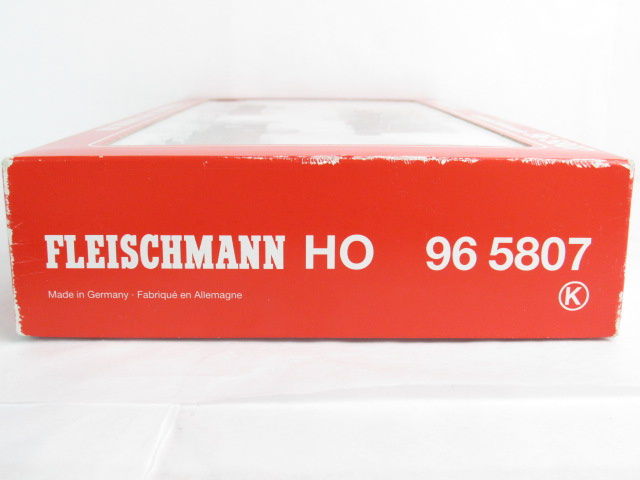 FLEISCHMANN HO 96 5807
Made in Germany · Fabriqué en Allemagne
K